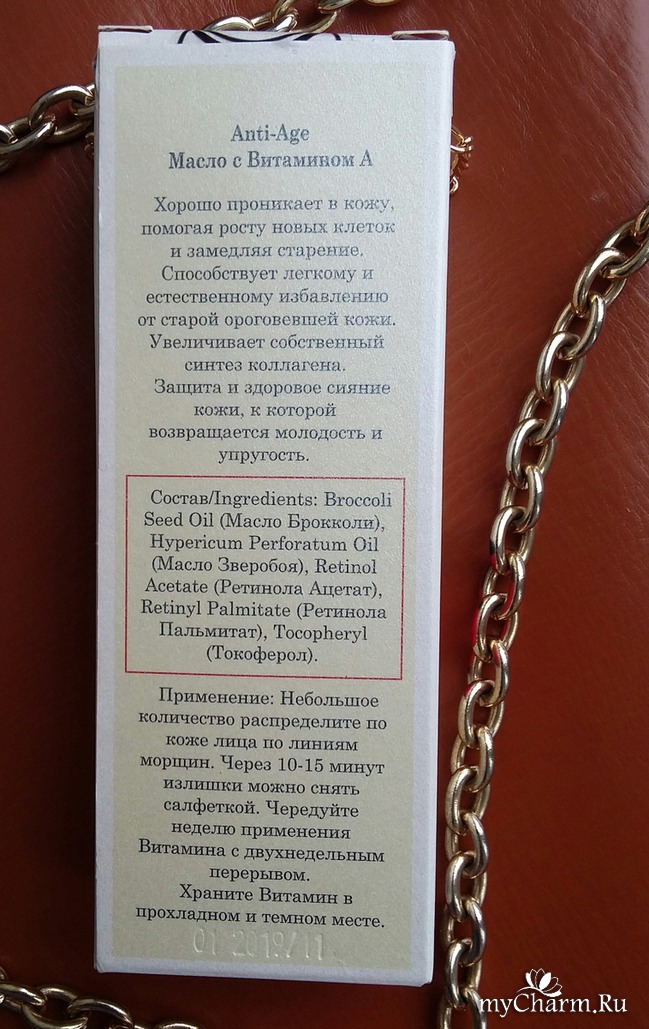 Anti-Age
Масло с Витамином А
Хорошо проникает в кожу,
помогая росту новых клеток
и замедляя старение.
Способствует легкому и
естественному избавлению
от старой ороговевшей кожи.
Увеличивает собственный
синтез коллагена.
Защита и здоровое сияние
кожи, к которой
возвращается молодость и
упругость.
Состав/Ingredients: Broccoli
Seed Oil (Масло Брокколи),
Hypericum Perforatum Oil
(Масло Зверобоя), Retinol
Acetate (Ретинола Ацетат),
Retinyl Palmitate (Ретинола
Пальмитат), Tocopheryl
(Токоферол).
Применение: Небольшое
количество распределите по
коже лица по линиям
морщин. Через 10-15 минут
излишки можно снять
салфеткой. Чередуйте
неделю применения
Витамина с двухнедельным
перерывом.
Храните Витамин в
прохладном и темном месте.
01 2019/11
myCharm.Ru